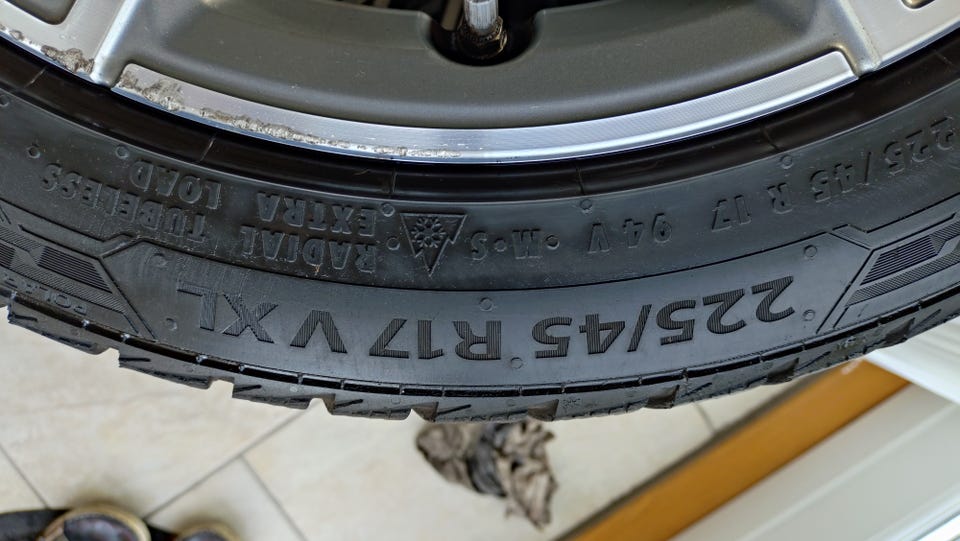 225/45 R17 V XL
225/45 R 17 94 V M·S RADIAL TUBELESS
EXTRA LOAD